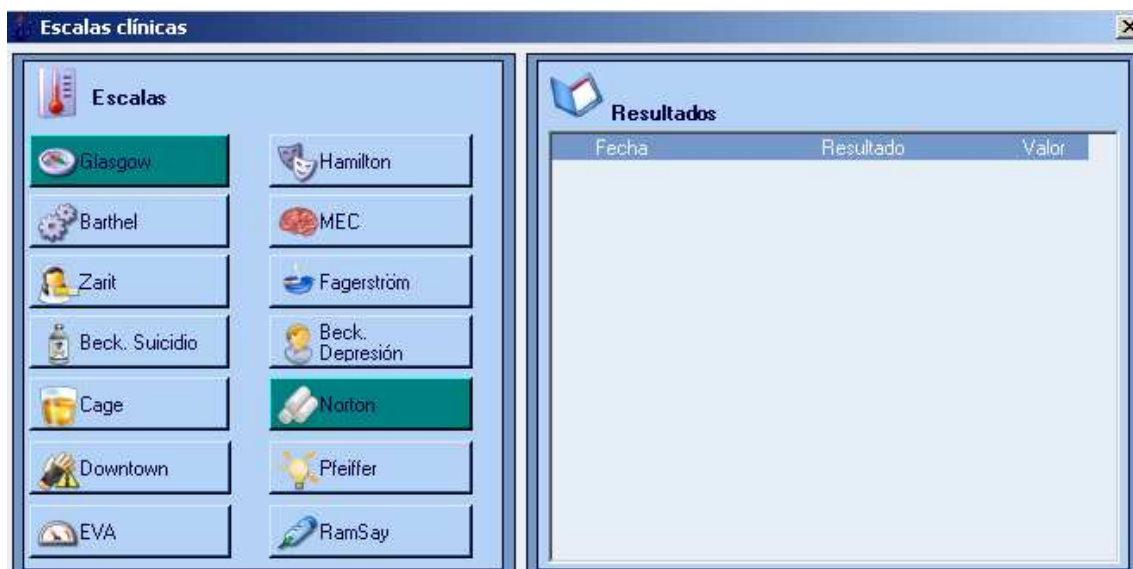 Escalas clínicas
Escalas
Glasgow
Barthel
Zarit
Beck. Suicidio
Cage
Downtown
EVA
Hamilton
MEC
Fagerström
Beck.
Depresión
Norton
Pfeiffer
RamSay
Resultados
Fecha Resultado Valor